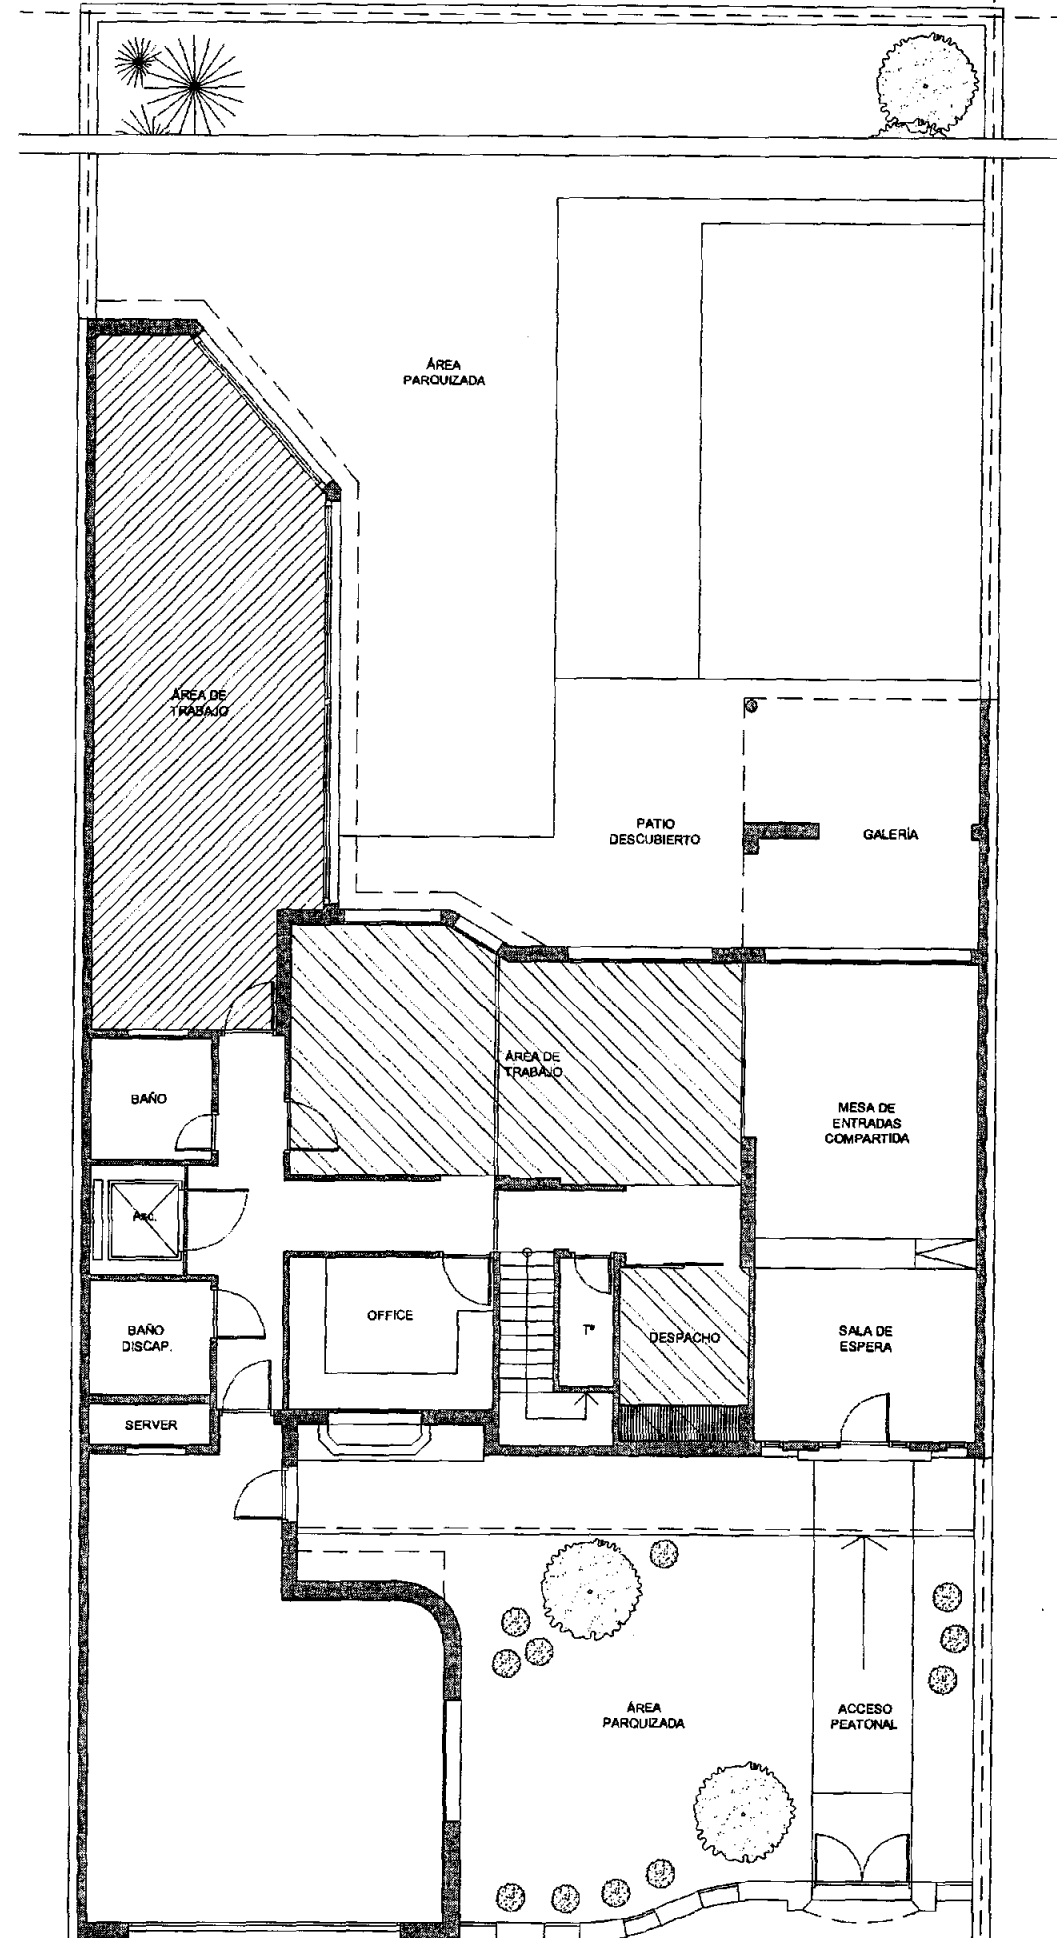 ÁREA
PARQUIZADA
ÁREA DE
TRABAJO
PATIO
DESCUBIERTO
GALERÍA
ÁREA DE
TRABAJO
BAÑO
MESA DE
ENTRADAS
COMPARTIDA
Asc.
OFFICE
BAÑO
DISCAP.
Tº
DESPACHO
SALA DE
ESPERA
SERVER
ÁREA
PARQUIZADA
ACCESO
PEATONAL